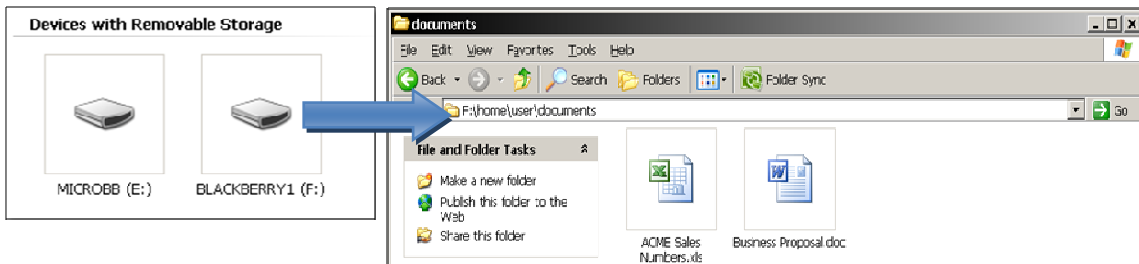 Devices with Removable Storage
MICROBB (E:)
BLACKBERRY1 (F:)
documents
File Edit View Favorites Tools Help
Back Search Folders Folder Sync
F:\home\user\documents
Go
File and Folder Tasks
Make a new folder
Publish this folder to the
Web
Share this folder
ACME Sales
Numbers.xls
Business Proposal.doc